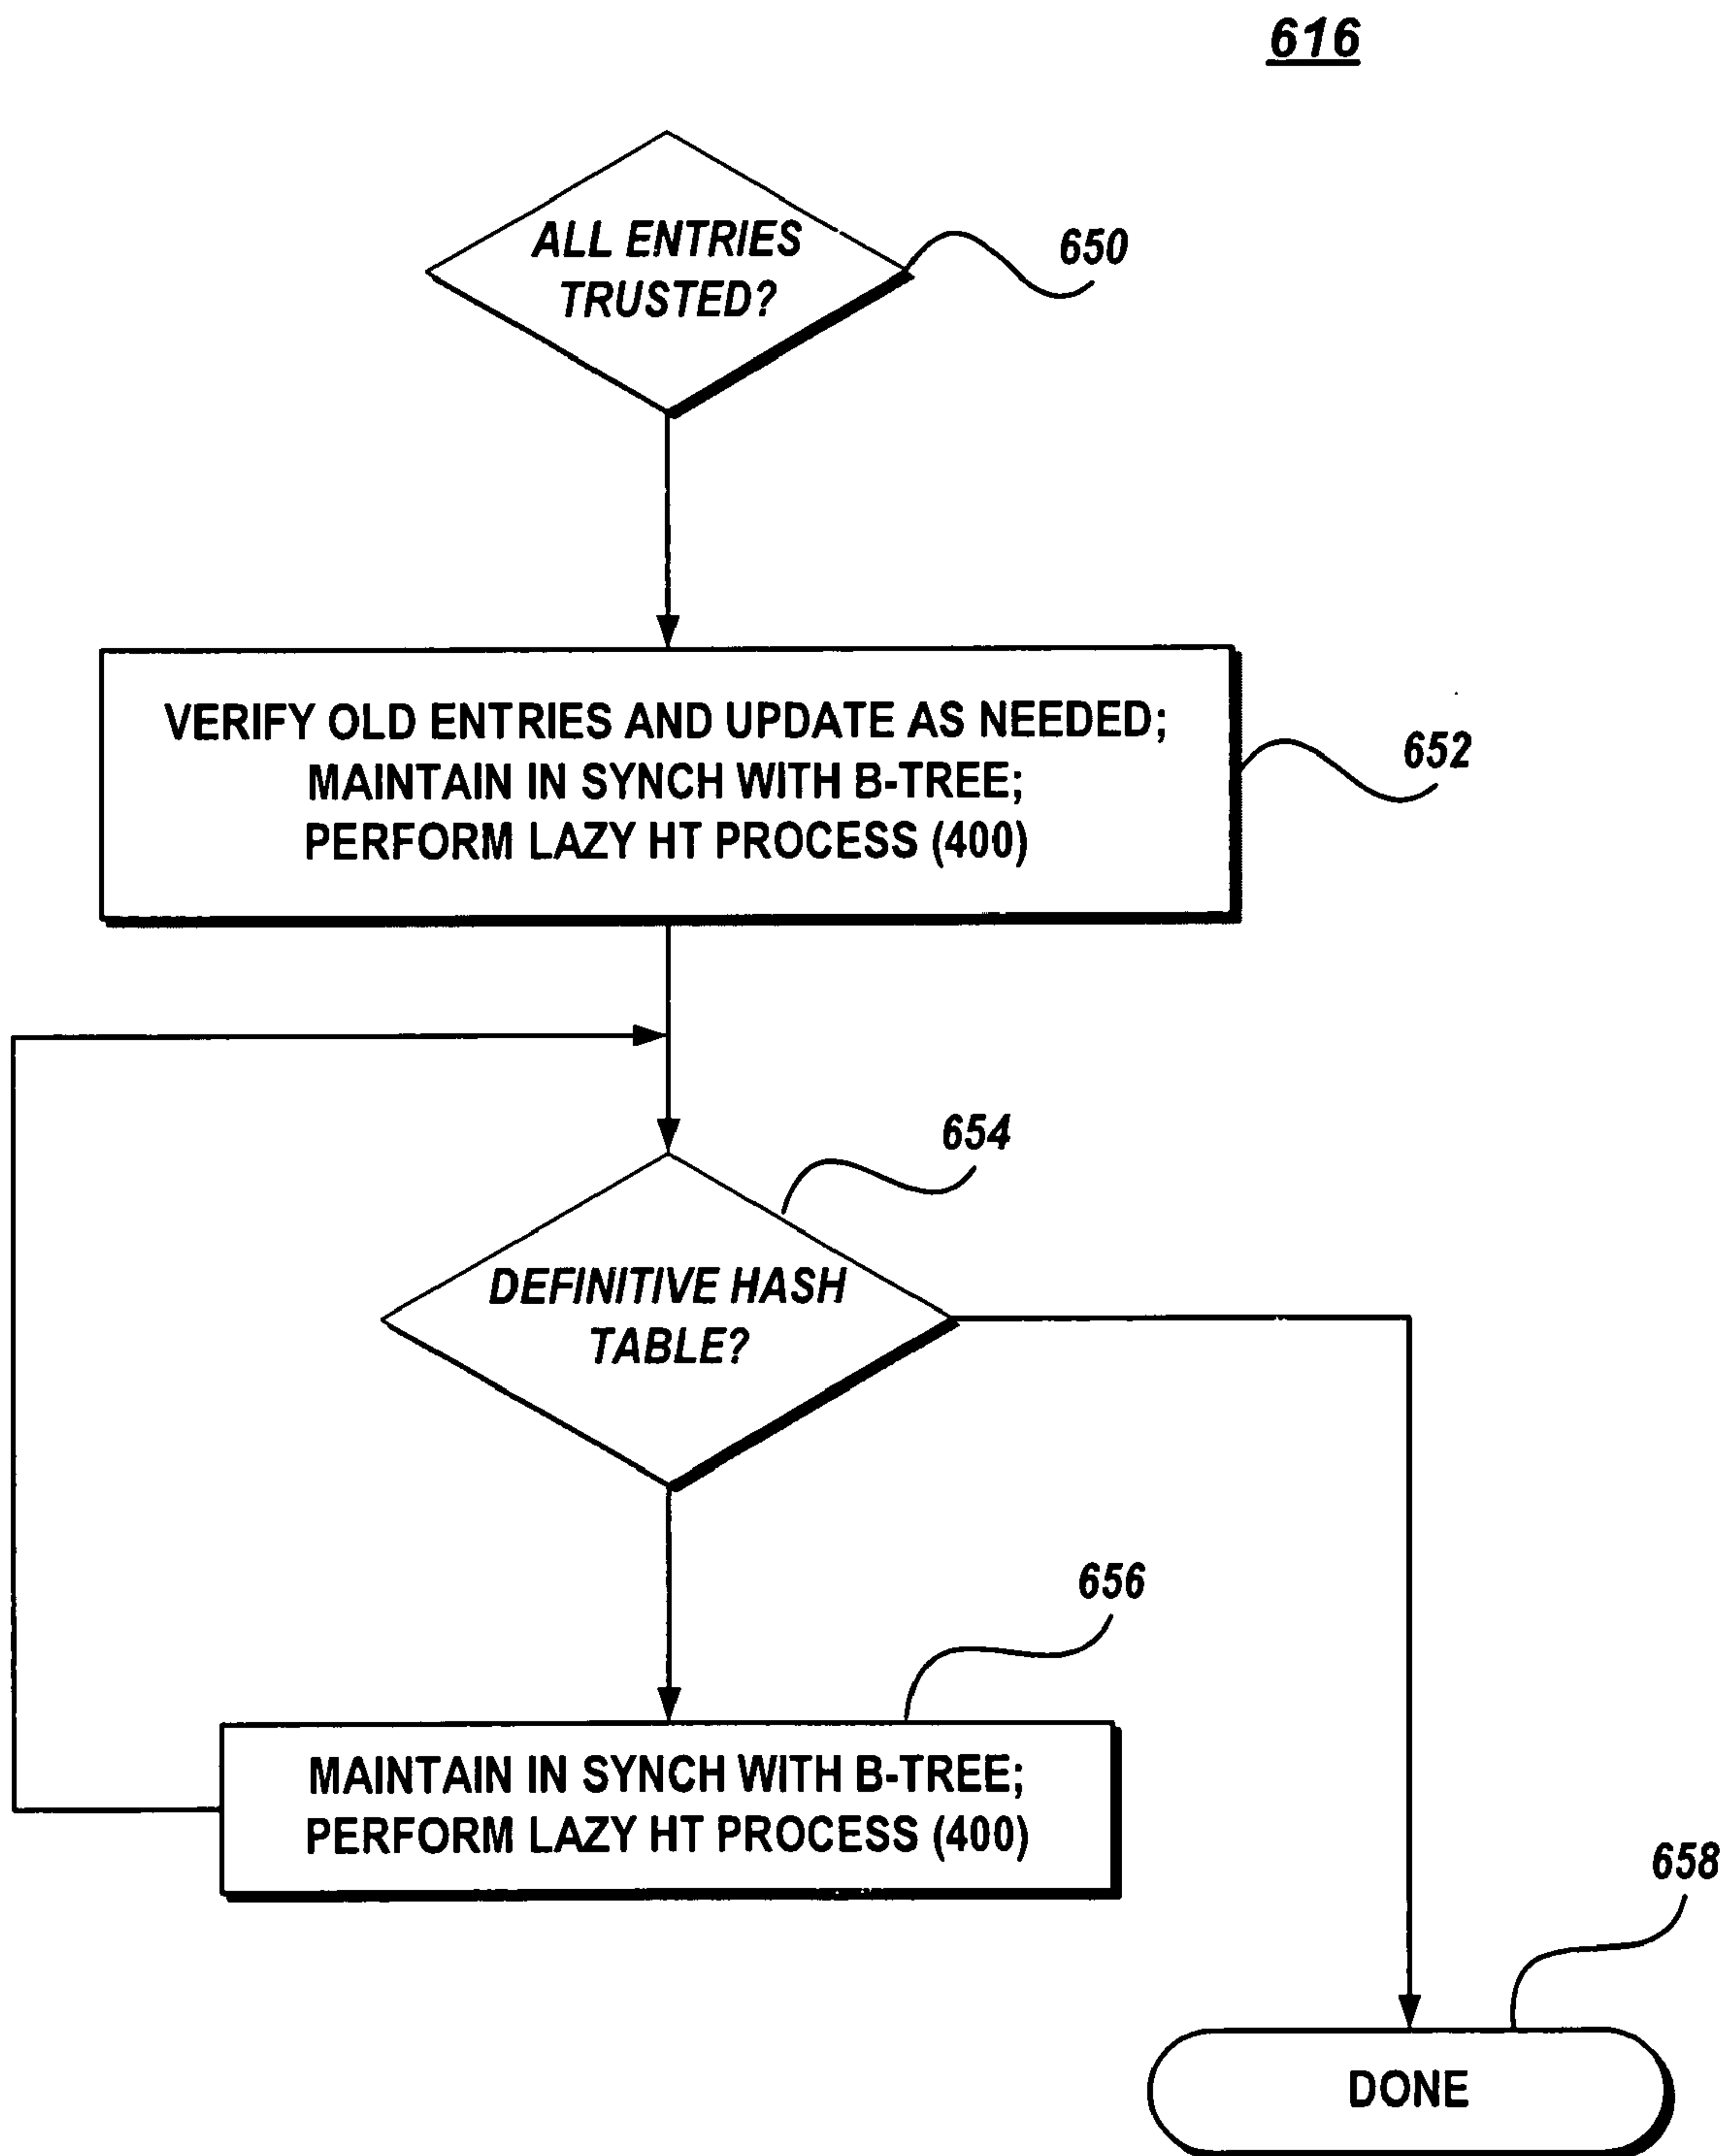 616
ALL ENTRIES
TRUSTED?
650
VERIFY OLD ENTRIES AND UPDATE AS NEEDED;
MAINTAIN IN SYNCH WITH B-TREE;
PERFORM LAZY HT PROCESS (400)
652
654
DEFINITIVE HASH
TABLE?
656
MAINTAIN IN SYNCH WITH B-TREE;
PERFORM LAZY HT PROCESS (400)
658
DONE